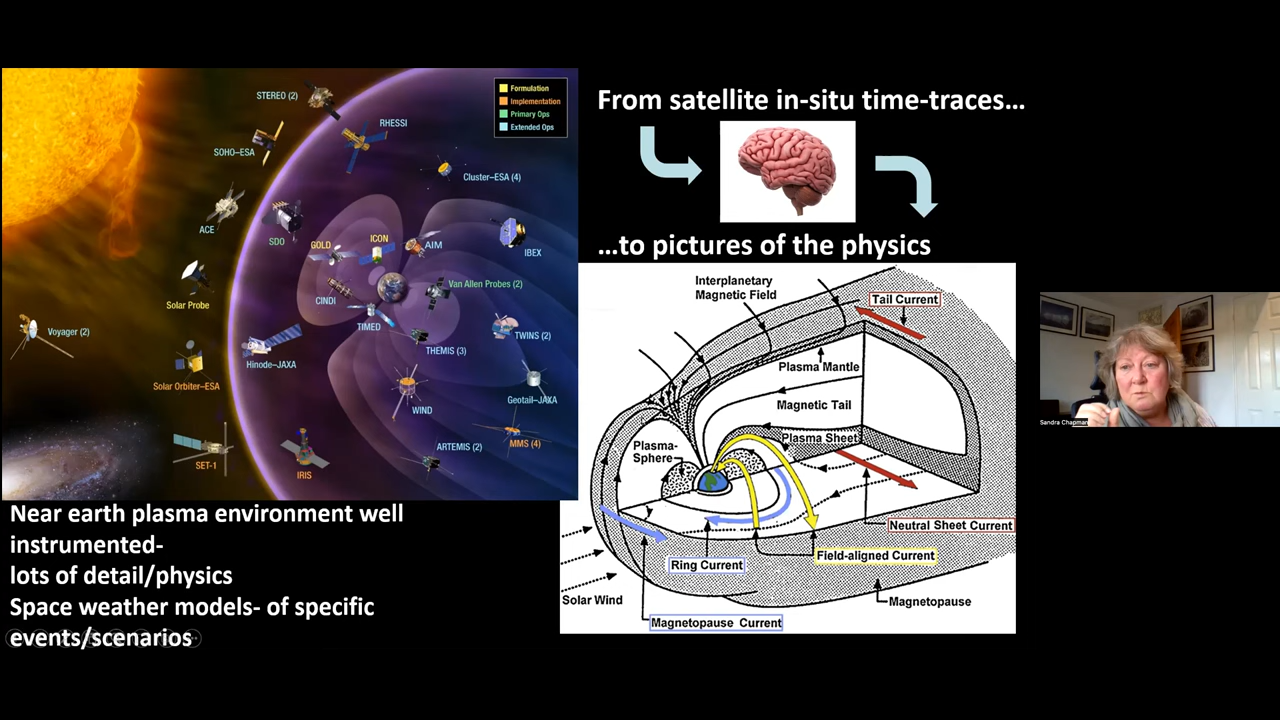 STEREO (2)
RHESSI
SOHO–ESA
Cluster–ESA (4)
ACE
SDO
GOLD
ICON
AIM
IBEX
Solar Probe
CINDI
Van Allen Probes (2)
TIMED
Voyager (2)
THEMIS (3)
TWINS (2)
Hinode–JAXA
Solar Orbiter–ESA
WIND
Geotail–JAXA
ARTEMIS (2)
MMS (4)
SET-1
IRIS
Formulation
Implementation
Primary Ops
Extended Ops
Near earth plasma environment well
instrumented-
lots of detail/physics
Space weather models- of specific
events/scenarios
From satellite in-situ time-traces…
…to pictures of the physics
Interplanetary
Magnetic Field
Tail Current
Plasma Mantle
Magnetic Tail
Plasma-
Sphere
Plasma Sheet
Neutral Sheet Current
Field-aligned Current
Ring Current
Solar Wind
Magnetopause
Magnetopause Current
Sandra Chapman